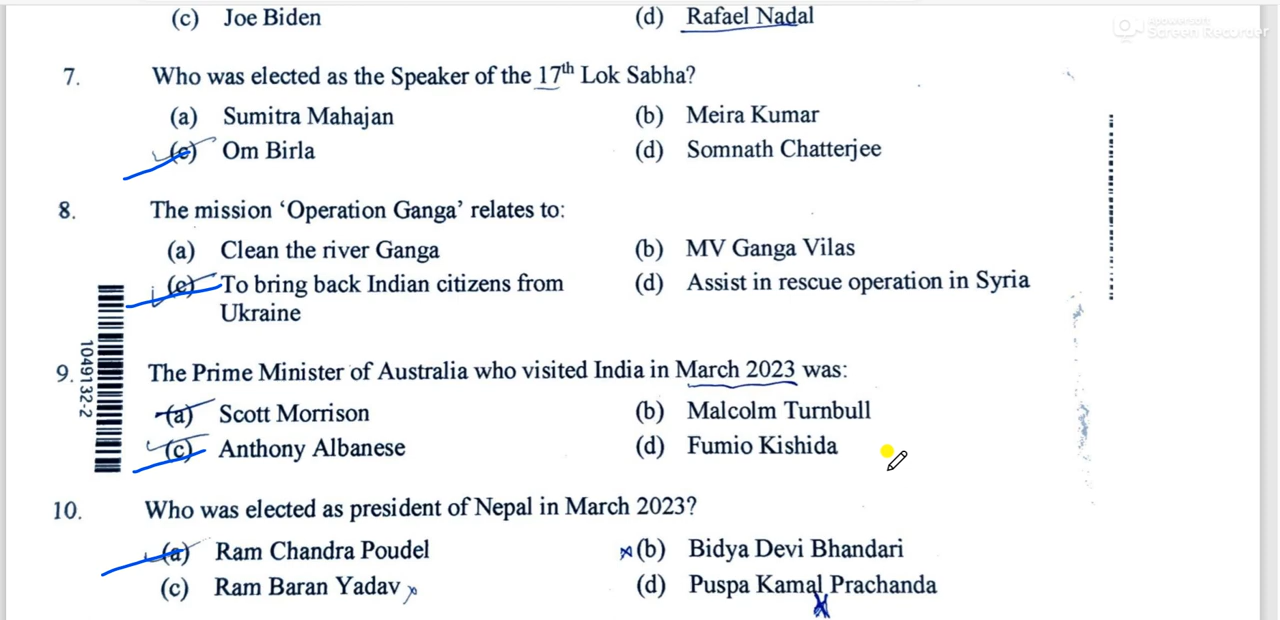 (c) Joe Biden (d) Rafael Nadal
Apowersoft
Screen Recorder
7. Who was elected as the Speaker of the 17th Lok Sabha?
(a) Sumitra Mahajan (b) Meira Kumar
(c) Om Birla (d) Somnath Chatterjee
8. The mission ‘Operation Ganga’ relates to:
(a) Clean the river Ganga (b) MV Ganga Vilas
(c) To bring back Indian citizens from (d) Assist in rescue operation in Syria
Ukraine
1049132-2
9. The Prime Minister of Australia who visited India in March 2023 was:
(a) Scott Morrison (b) Malcolm Turnbull
(c) Anthony Albanese (d) Fumio Kishida
10. Who was elected as president of Nepal in March 2023?
(a) Ram Chandra Poudel (b) Bidya Devi Bhandari
(c) Ram Baran Yadav (d) Puspa Kamal Prachanda